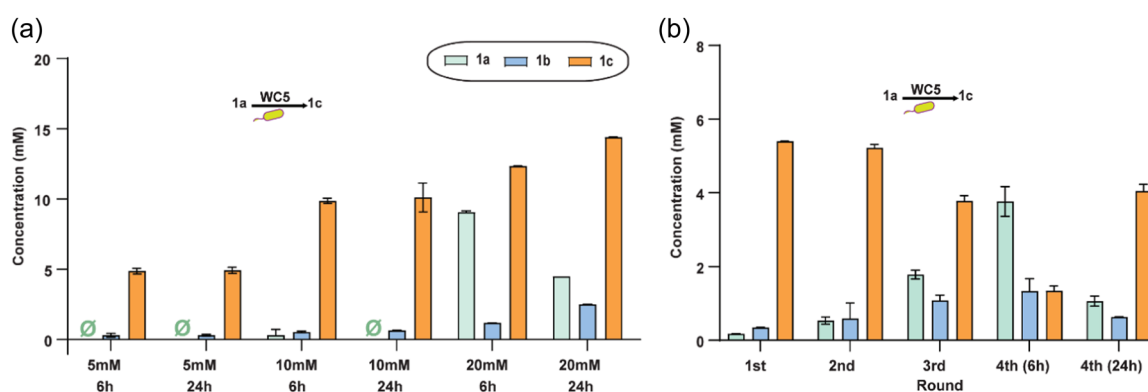 (a)
Concentration (mM)
20
15
10
5
0
1a 1b 1c
1a WC5 1c
Ø Ø Ø
5mM 5mM 10mM 10mM 20mM 20mM
6h 24h 6h 24h 6h 24h
(b)
Concentration (mM)
8
6
4
2
0
1a WC5 1c
1st 2nd 3rd 4th (6h) 4th (24h)
Round